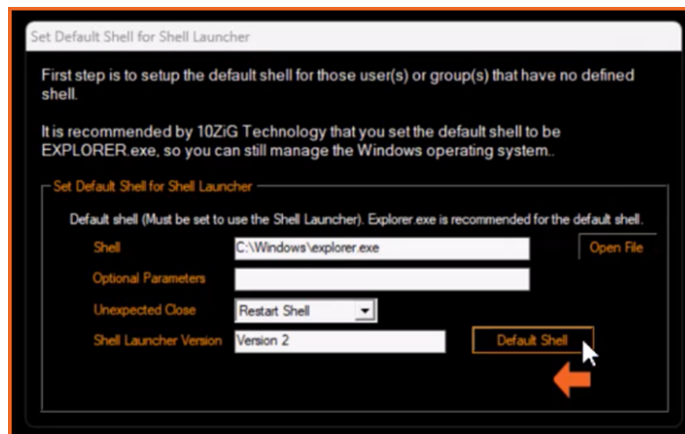 Set Default Shell for Shell Launcher
First step is to setup the default shell for those user(s) or group(s) that have no defined
shell.
It is recommended by 10ZiG Technology that you set the default shell to be
EXPLORER.exe, so you can still manage the Windows operating system..
Set Default Shell for Shell Launcher
Default shell (Must be set to use the Shell Launcher). Explorer.exe is recommended for the default shell.
Shell C:\Windows\explorer.exe Open File
Optional Parameters
Unexpected Close Restart Shell
Shell Launcher Version Version 2 Default Shell